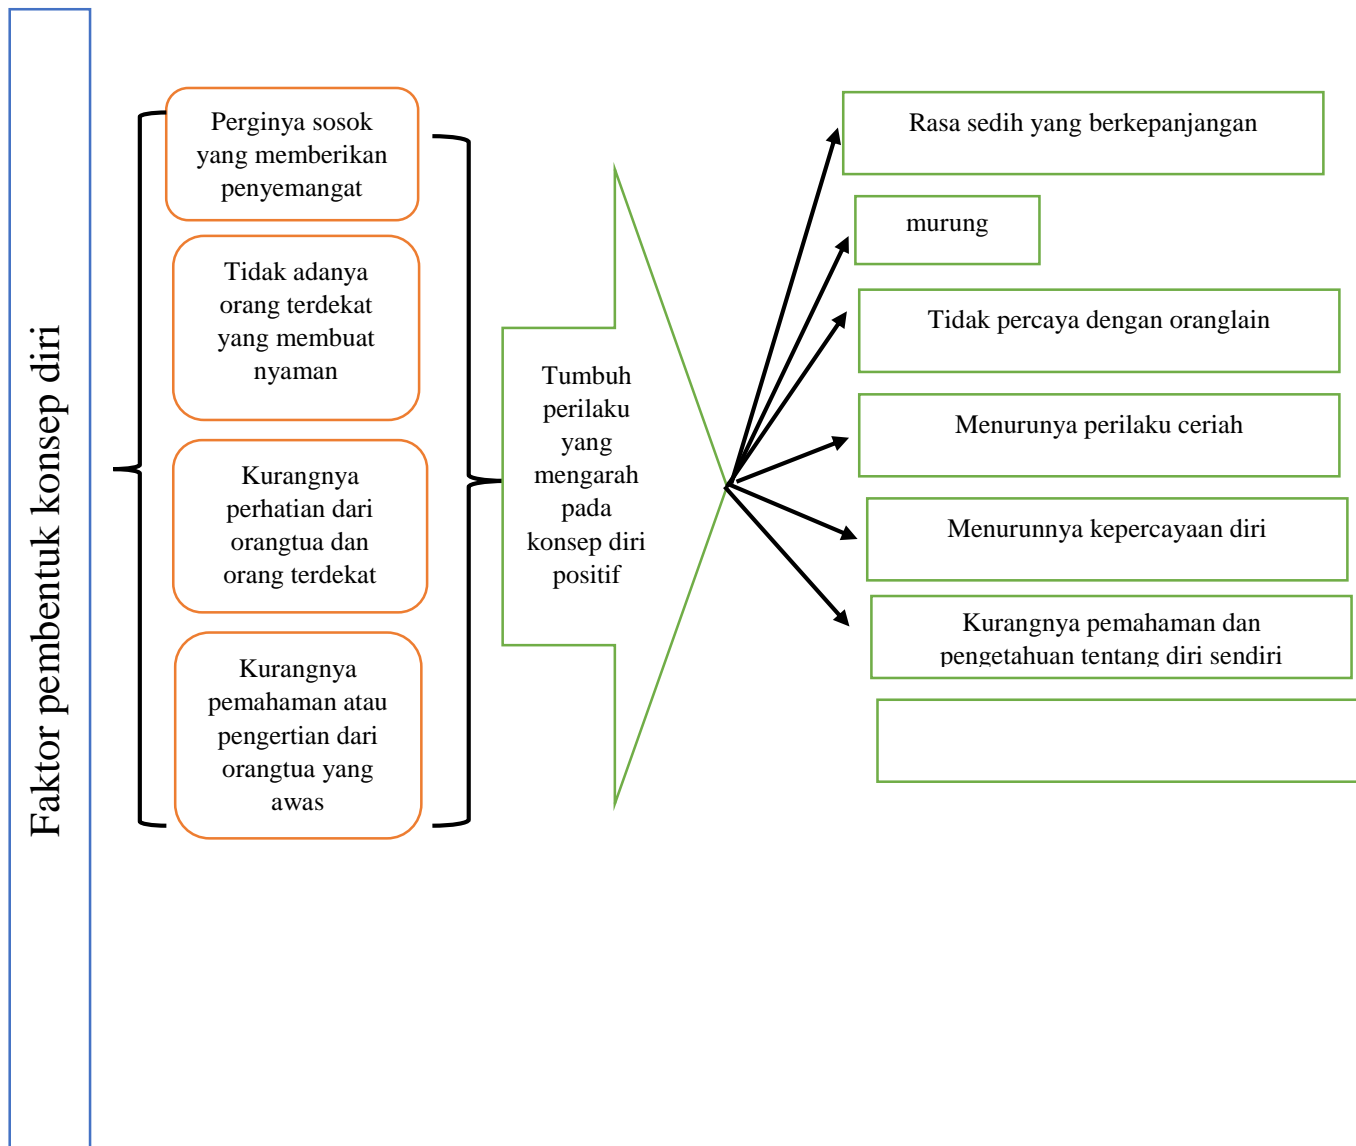 Faktor pembentuk konsep diri
Perginya sosok
yang memberikan
penyemangat
Tidak adanya
orang terdekat
yang membuat
nyaman
Kurangnya
perhatian dari
orangtua dan
orang terdekat
Kurangnya
pemahaman atau
pengertian dari
orangtua yang
awas
Tumbuh
perilaku
yang
mengarah
pada
konsep diri
positif
Rasa sedih yang berkepanjangan
murung
Tidak percaya dengan oranglain
Menurunya perilaku ceriah
Menurunnya kepercayaan diri
Kurangnya pemahaman dan
pengetahuan tentang diri sendiri